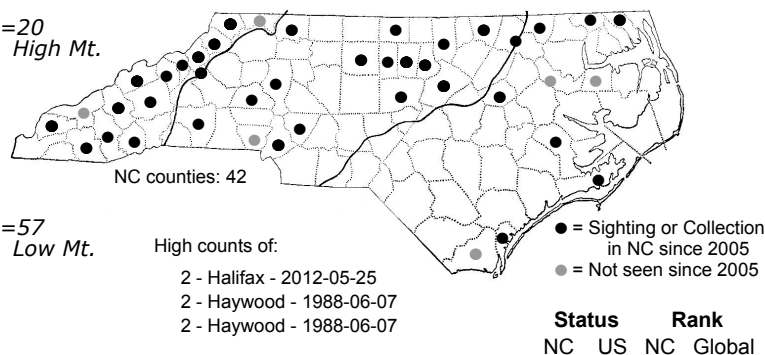 =20
High Mt.
NC counties: 42
=57
Low Mt.
High counts of:
2 - Halifax - 2012-05-25
2 - Haywood - 1988-06-07
2 - Haywood - 1988-06-07
● = Sighting or Collection
in NC since 2005
● = Not seen since 2005
Status Rank
NC US NC Global